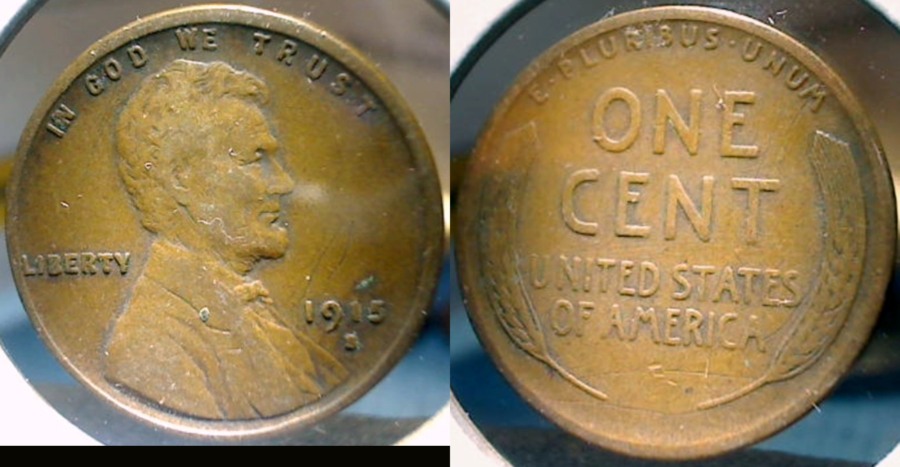 IN GOD WE TRUST
LIBERTY
1915
S
E·PLURIBUS·UNUM
ONE
CENT
UNITED STATES
OF AMERICA